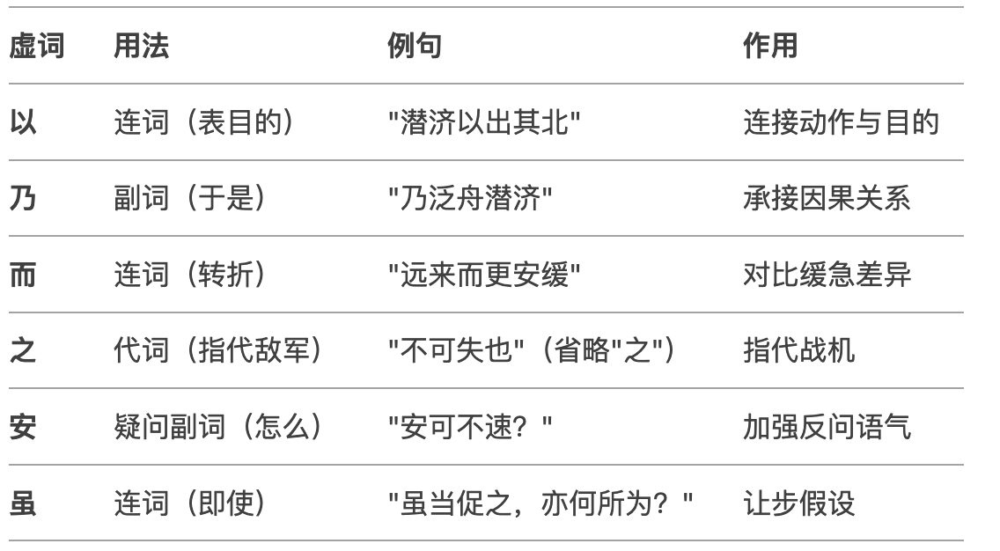 虚词 用法 例句 作用
以 连词（表目的） "潜济以出其北" 连接动作与目的
乃 副词（于是） "乃泛舟潜济" 承接因果关系
而 连词（转折） "远来而更安缓" 对比缓急差异
之 代词（指代敌军） "不可失也"（省略"之"） 指代战机
安 疑问副词（怎么） "安可不速？" 加强反问语气
虽 连词（即使） "虽当促之，亦何所为？" 让步假设